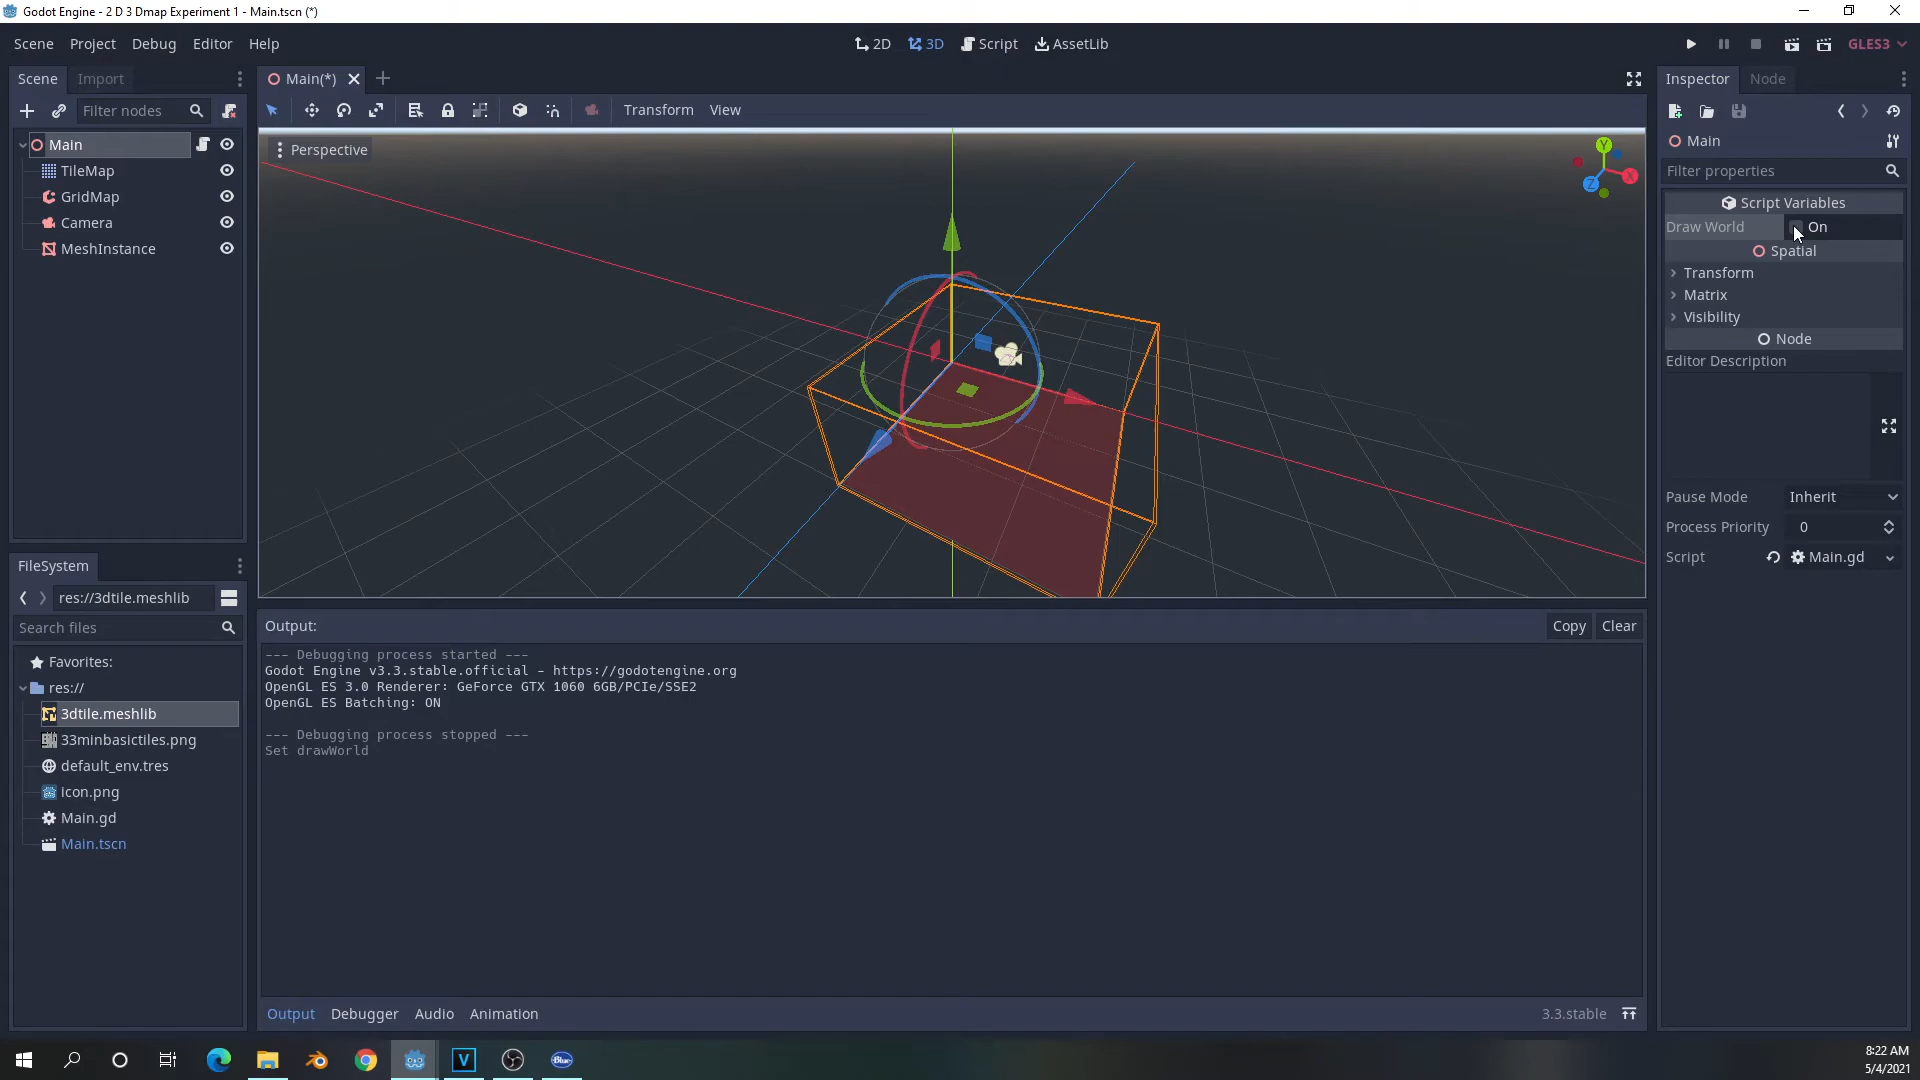 Godot Engine - 2 D 3 Dmap Experiment 1 - Main.tscn (*)
Scene Project Debug Editor Help
2D 3D Script AssetLib
GLES3
Scene Import
Main(*)
Inspector Node
Filter nodes
Transform View
Main
Perspective
Y
X
Z
Main
TileMap
GridMap
Camera
MeshInstance
Filter properties
Script Variables
Draw World On
Spatial
Transform
Matrix
Visibility
Node
Editor Description
Pause Mode Inherit
Process Priority 0
Script Main.gd
FileSystem
res://3dtile.meshlib
Search files
Favorites:
res://
3dtile.meshlib
33minbasictiles.png
default_env.tres
icon.png
Main.gd
Main.tscn
Output:
Copy Clear
--- Debugging process started ---
Godot Engine v3.3.stable.official - https://godotengine.org
OpenGL ES 3.0 Renderer: GeForce GTX 1060 6GB/PCIe/SSE2
OpenGL ES Batching: ON
--- Debugging process stopped ---
Set drawWorld
Output Debugger Audio Animation
3.3.stable
V
Blue
8:22 AM
5/4/2021